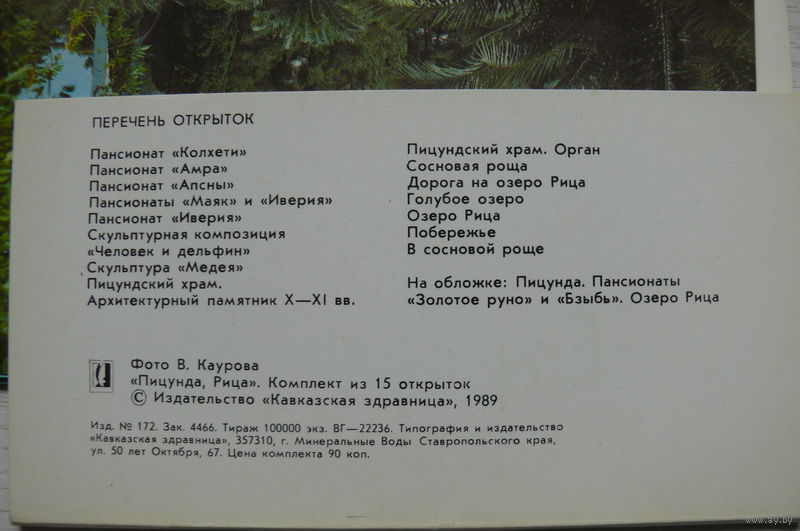 ПЕРЕЧЕНЬ ОТКРЫТОК
Пансионат «Колхети»
Пансионат «Амра»
Пансионат «Апсны»
Пансионаты «Маяк» и «Иверия»
Пансионат «Иверия»
Скульптурная композиция
«Человек и дельфин»
Скульптура «Медея»
Пицундский храм.
Архитектурный памятник X—XI вв.
Пицундский храм. Орган
Сосновая роща
Дорога на озеро Рица
Голубое озеро
Озеро Рица
Побережье
В сосновой роще
На обложке: Пицунда. Пансионаты
«Золотое руно» и «Бзыбь». Озеро Рица
Фото В. Каурова
«Пицунда, Рица». Комплект из 15 открыток
© Издательство «Кавказская здравница», 1989
Изд. № 172. Зак. 4466. Тираж 100000 экз. ВГ—22236. Типография и издательство
«Кавказская здравница», 357310, г. Минеральные Воды Ставропольского края,
ул. 50 лет Октября, 67. Цена комплекта 90 коп.
www.ay.by